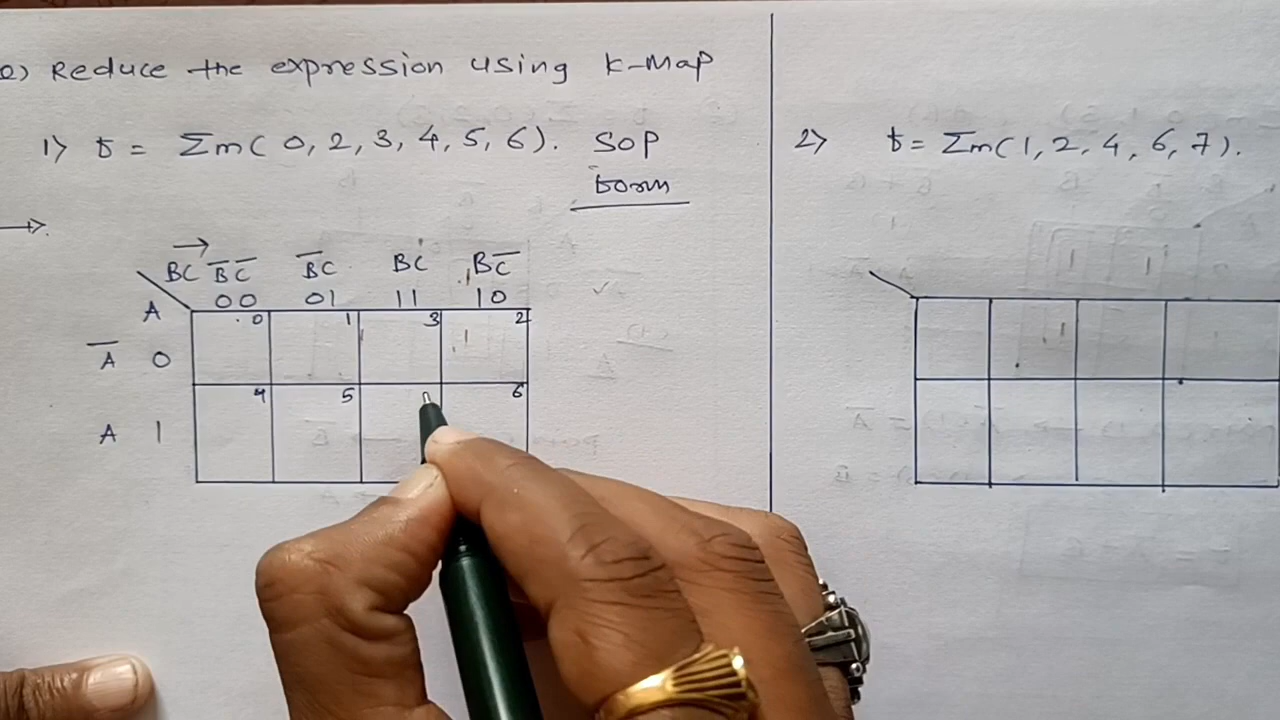 Q) Reduce the expression using K-Map
1) f = Σm( 0, 2, 3, 4, 5, 6). SOP
form
BC B̅C̅ B̅C BC BC̅
00 01 11 10
A 0 1 3 2
A̅ 0
4 5 6
A 1
2) f= Σm(1, 2, 4, 6, 7).